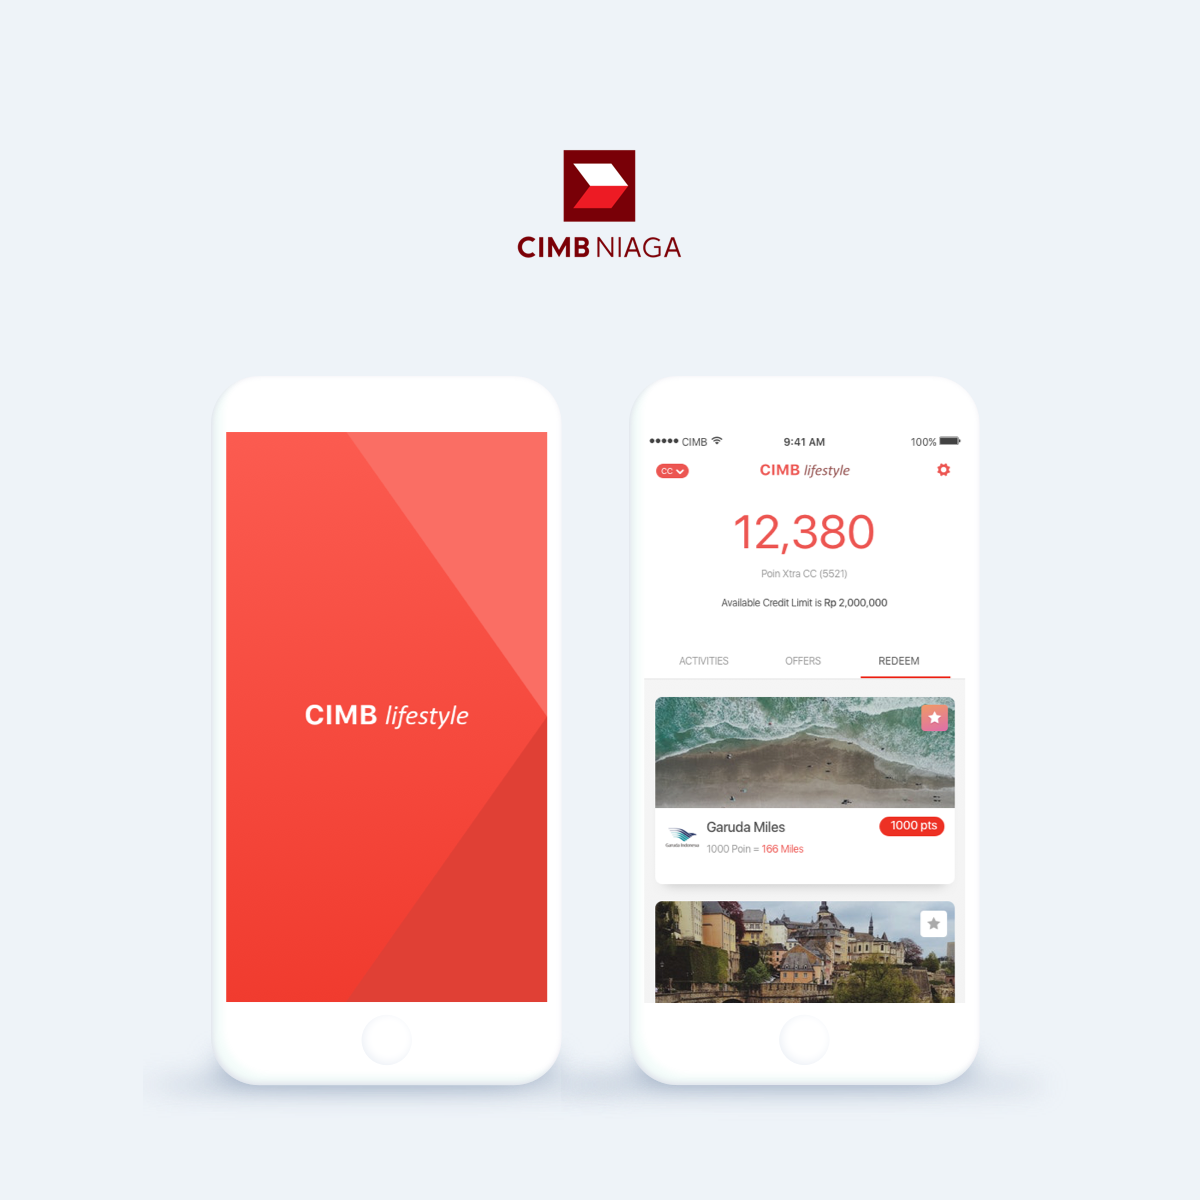 CIMB NIAGA
CIMB lifestyle
CIMB
9:41 AM
100%
CC
CIMB lifestyle
12,380
Poin Xtra CC (5521)
Available Credit Limit is Rp 2,000,000
ACTIVITIES
OFFERS
REDEEM
Garuda Indonesia
Garuda Miles
1000 pts
1000 Poin = 166 Miles